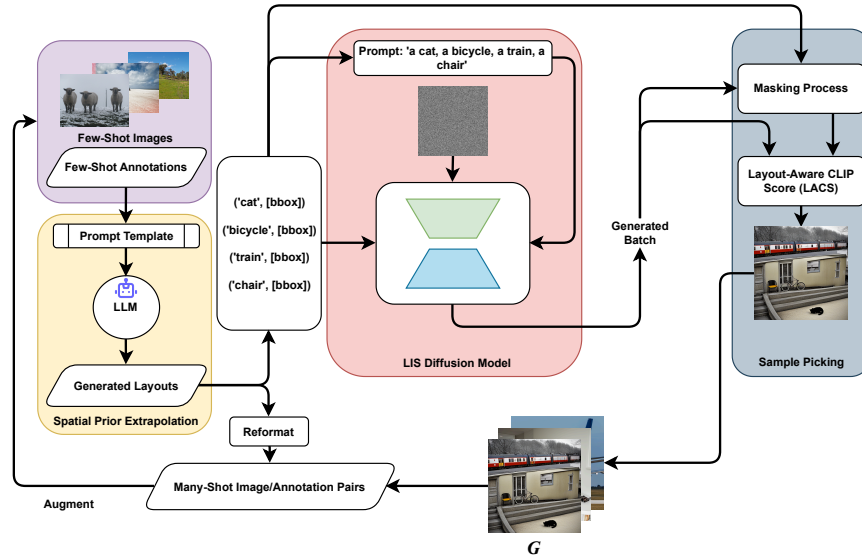 Few-Shot Images
Few-Shot Annotations
Prompt Template
LLM
Generated Layouts
Spatial Prior Extrapolation
('cat', [bbox])
('bicycle', [bbox])
('train', [bbox])
('chair', [bbox])
Reformat
Many-Shot Image/Annotation Pairs
Augment
Prompt: 'a cat, a bicycle, a train, a
chair'
LIS Diffusion Model
Generated
Batch
Masking Process
Layout-Aware CLIP
Score (LACS)
Sample Picking
G